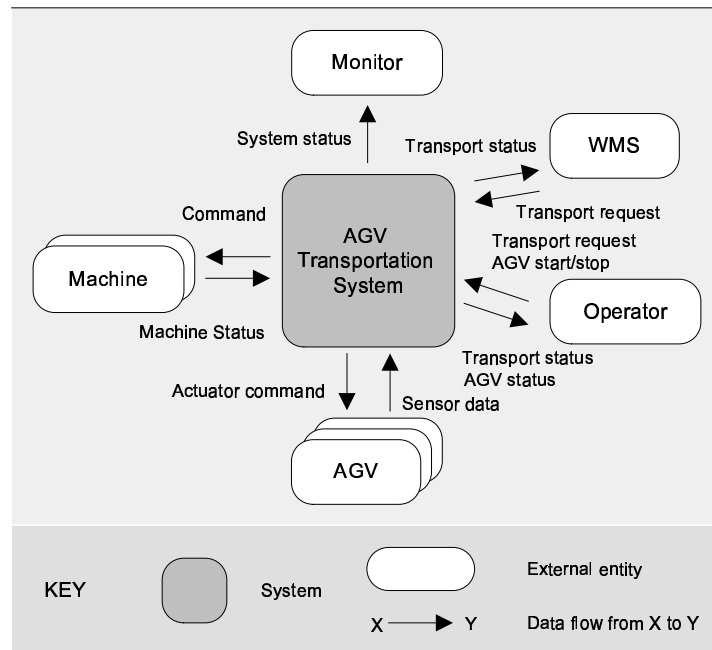 Monitor
System status
Transport status
WMS
Command
Transport request
AGV
Transportation
System
Transport request
AGV start/stop
Machine
Operator
Machine Status
Transport status
AGV status
Actuator command
Sensor data
AGV
KEY
System
External entity
X
Y
Data flow from X to Y